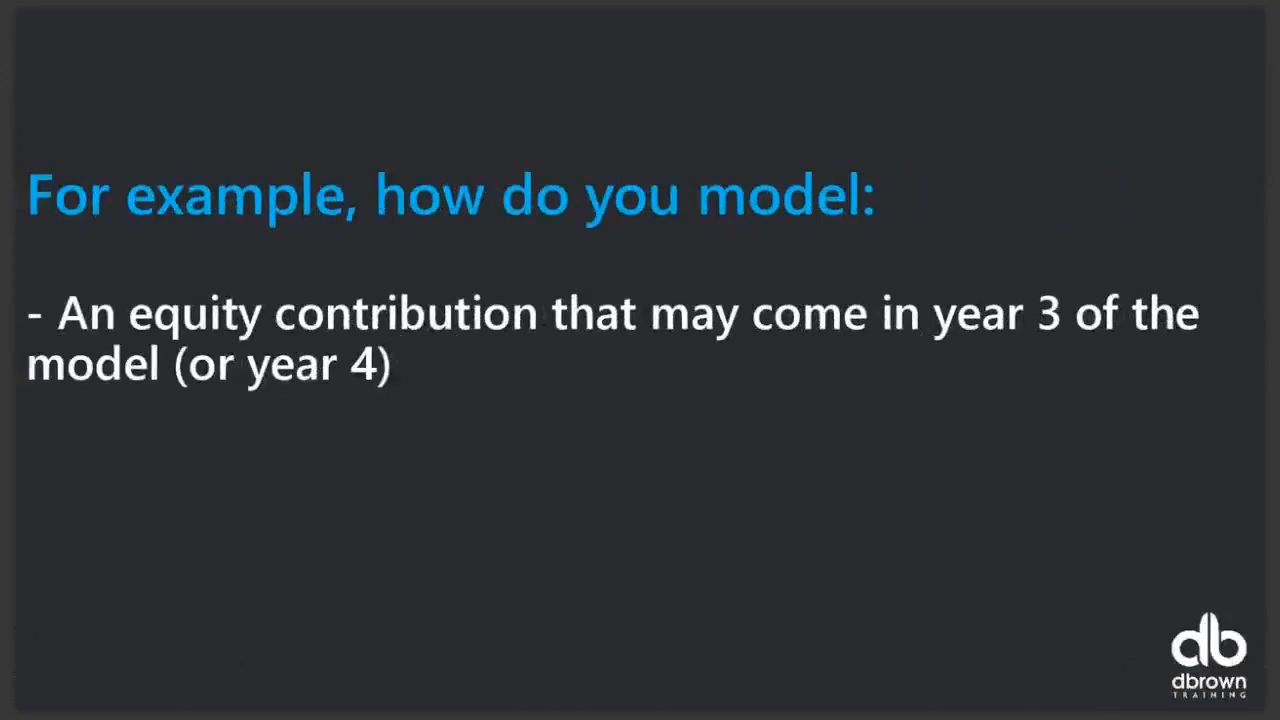 For example, how do you model:
- An equity contribution that may come in year 3 of the
model (or year 4)
db
dbrown
TRAINING